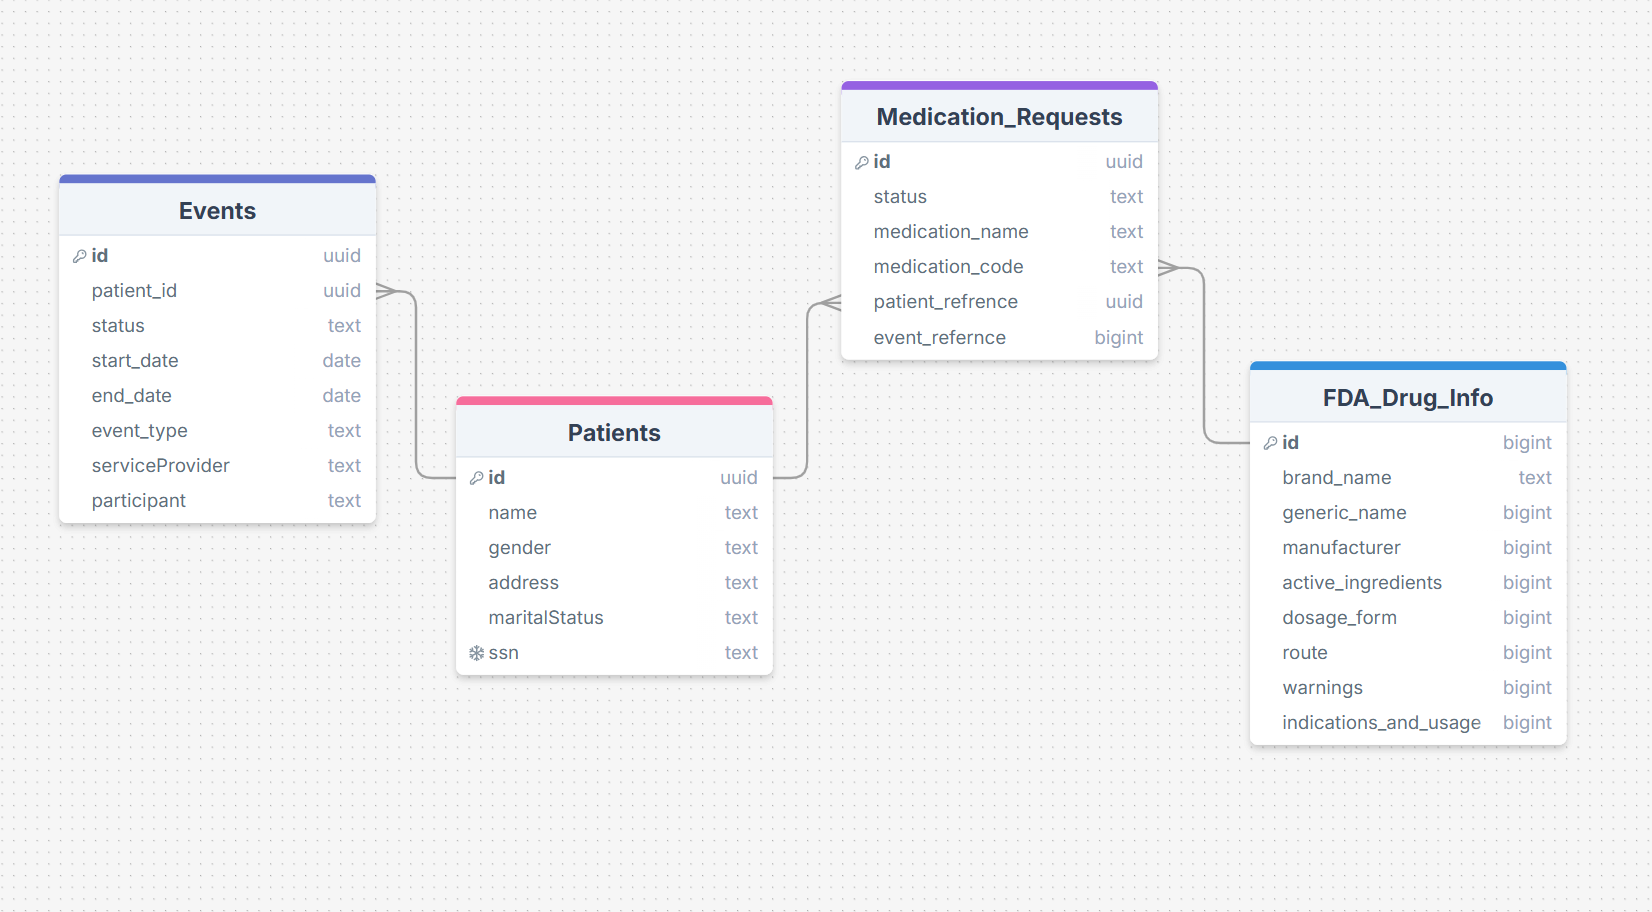 Events
id uuid
patient_id uuid
status text
start_date date
end_date date
event_type text
serviceProvider text
participant text
Patients
id uuid
name text
gender text
address text
maritalStatus text
ssn text
Medication_Requests
id uuid
status text
medication_name text
medication_code text
patient_refrence uuid
event_refernce bigint
FDA_Drug_Info
id bigint
brand_name text
generic_name bigint
manufacturer bigint
active_ingredients bigint
dosage_form bigint
route bigint
warnings bigint
indications_and_usage bigint